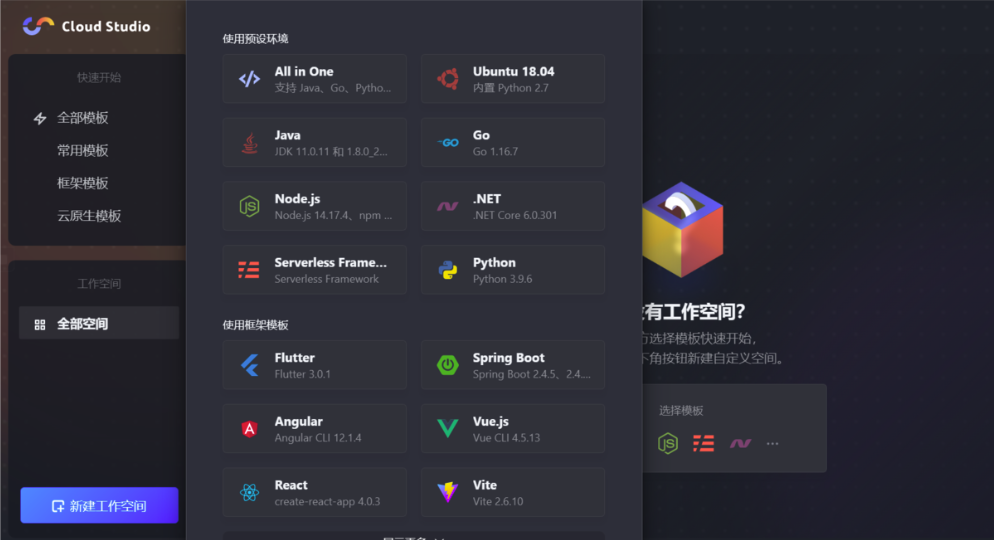 Cloud Studio
快速开始
全部模板
常用模板
框架模板
云原生模板
工作空间
全部空间
新建工作空间
使用预设环境
All in One
支持 Java、Go、Pytho...
Ubuntu 18.04
内置 Python 2.7
Java
JDK 11.0.11 和 1.8.0_2...
Go
Go 1.16.7
Node.js
Node.js 14.17.4、npm ...
.NET
.NET Core 6.0.301
Serverless Frame...
Serverless Framework
Python
Python 3.9.6
使用框架模板
Flutter
Flutter 3.0.1
Spring Boot
Spring Boot 2.4.5、2.4....
Angular
Angular CLI 12.1.4
Vue.js
Vue CLI 4.5.13
React
create-react-app 4.0.3
Vite
Vite 2.6.10
有工作空间?
选择模板快速开始，
下角按钮新建自定义空间。
选择模板
...